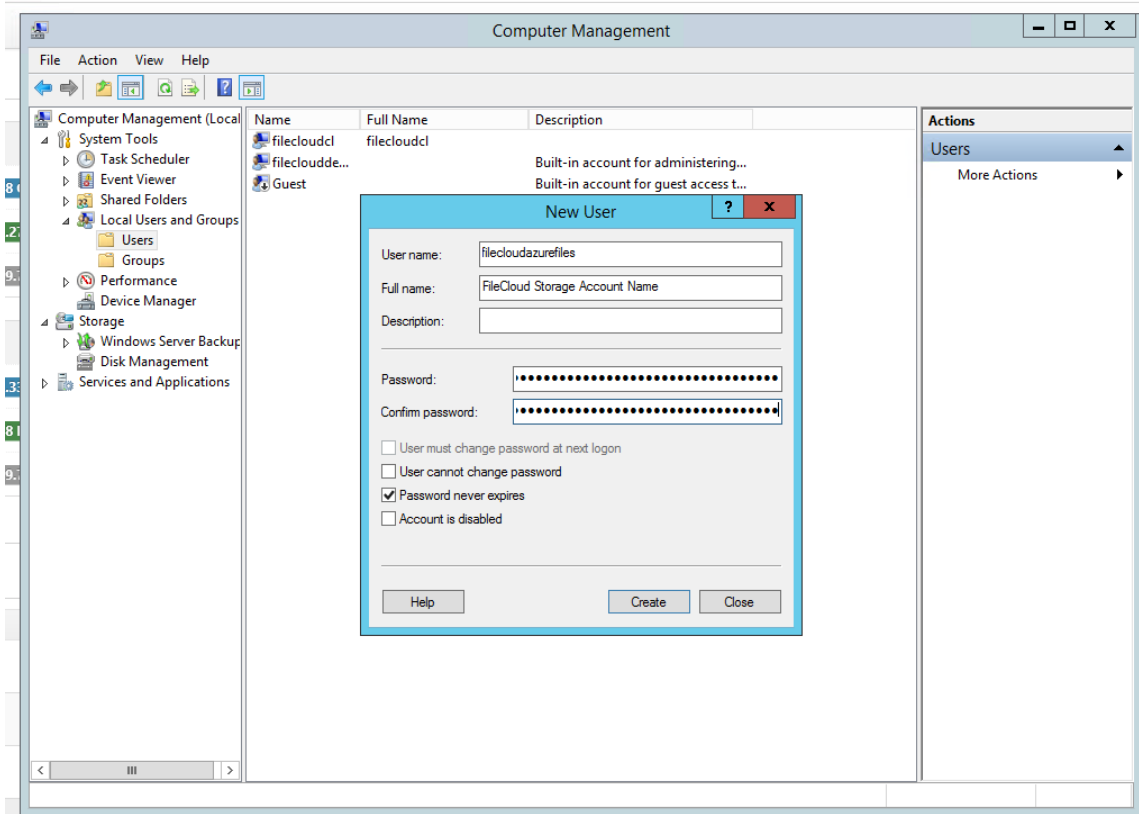 Computer Management
File Action View Help
Computer Management (Local
System Tools
Task Scheduler
Event Viewer
Shared Folders
Local Users and Groups
Users
Groups
Performance
Device Manager
Storage
Windows Server Backup
Disk Management
Services and Applications
Name Full Name Description
filecloudcl filecloudcl
filecloudde... Built-in account for administering...
Guest Built-in account for guest access t...
New User
User name: filecloudazurefiles
Full name: FileCloud Storage Account Name
Description:
Password:
Confirm password:
User must change password at next logon
User cannot change password
Password never expires
Account is disabled
Help Create Close
Actions
Users
More Actions